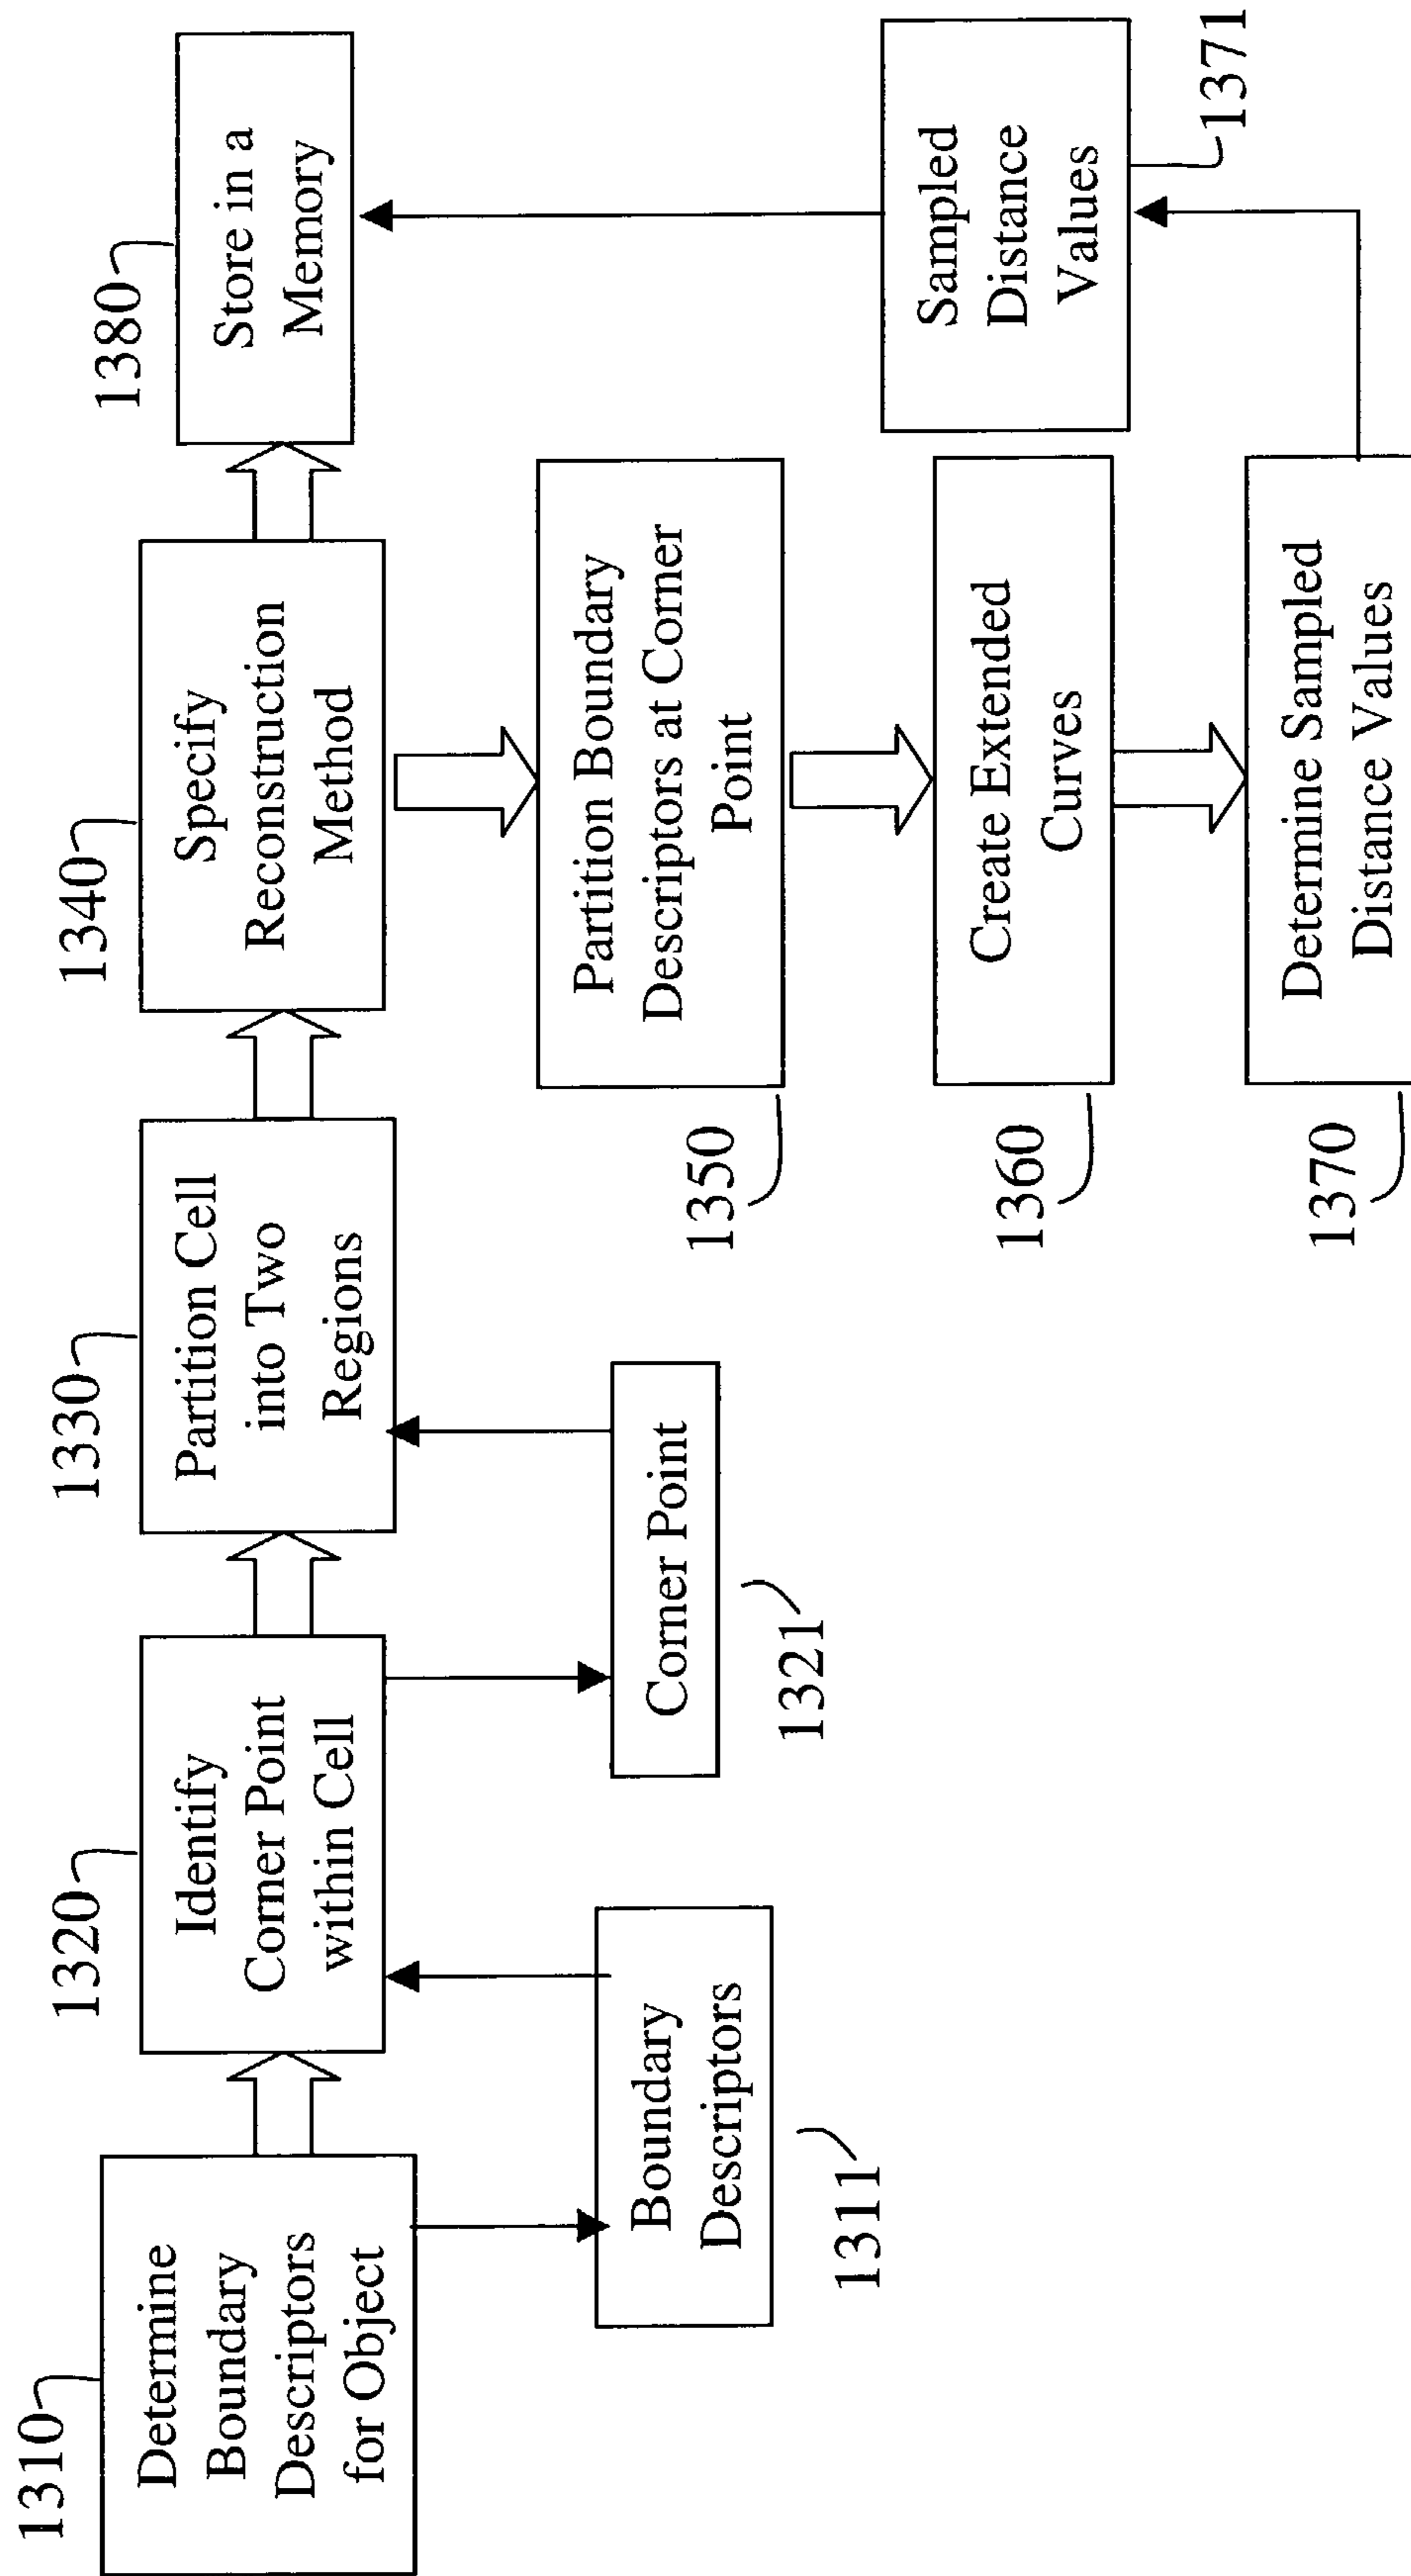 1310
Determine
Boundary
Descriptors
for Object
1320
Identify
Corner Point
within Cell
1330
Partition Cell
into Two
Regions
1340
Specify
Reconstruction
Method
1380
Store in a
Memory
Boundary
Descriptors
1311
Corner Point
1321
Partition Boundary
Descriptors at Corner
Point
1350
Create Extended
Curves
1360
Determine Sampled
Distance Values
1370
Sampled
Distance
Values
1371